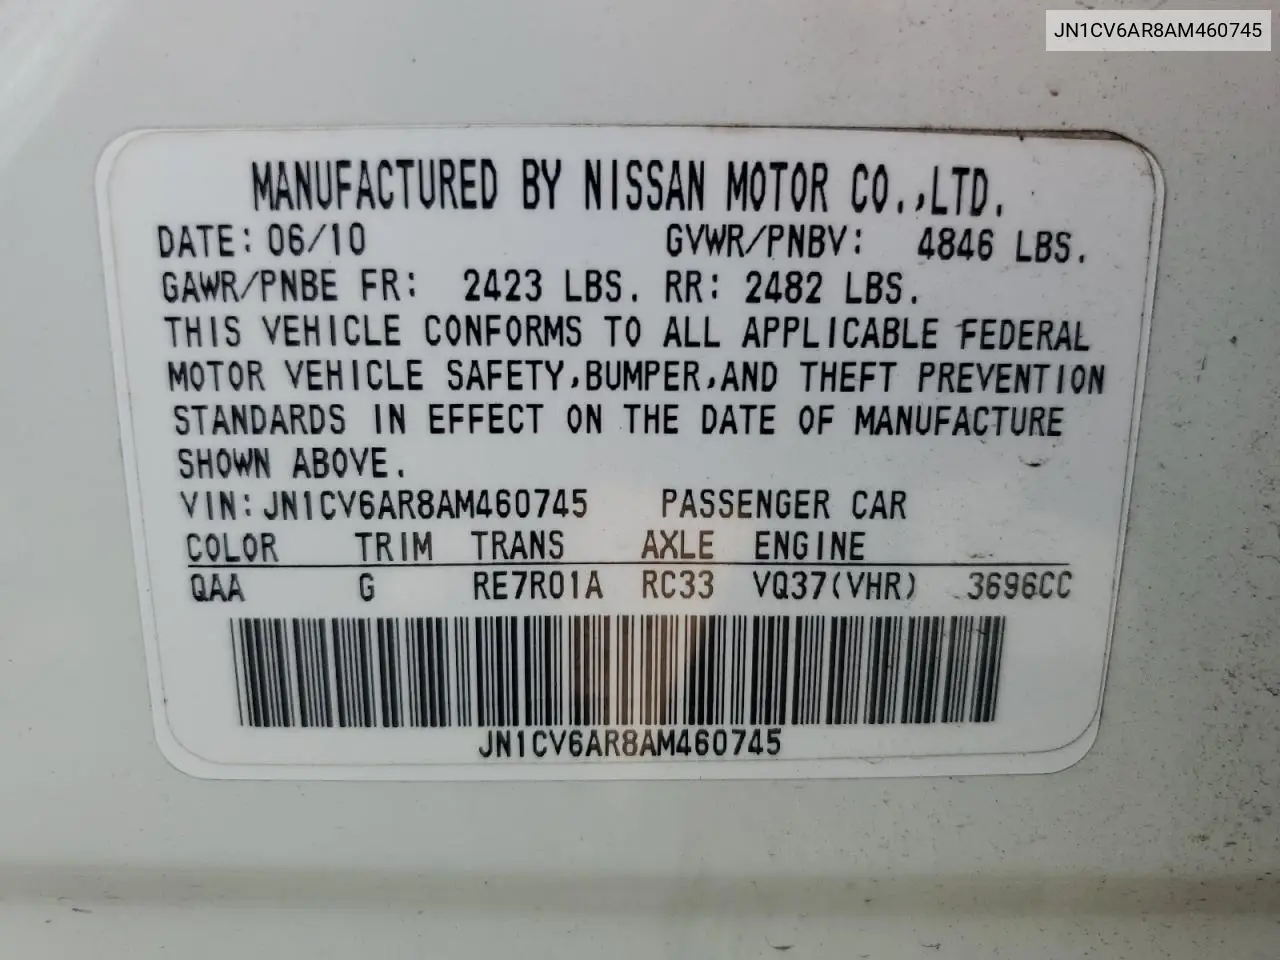 JN1CV6AR8AM460745
MANUFACTURED BY NISSAN MOTOR CO.,LTD.
DATE: 06/10 GVWR/PNBV: 4846 LBS.
GAWR/PNBE FR: 2423 LBS. RR: 2482 LBS.
THIS VEHICLE CONFORMS TO ALL APPLICABLE FEDERAL
MOTOR VEHICLE SAFETY,BUMPER,AND THEFT PREVENTION
STANDARDS IN EFFECT ON THE DATE OF MANUFACTURE
SHOWN ABOVE.
VIN:JN1CV6AR8AM460745 PASSENGER CAR
COLOR TRIM TRANS AXLE ENGINE
QAA G RE7R01A RC33 VQ37(VHR) 3696CC
JN1CV6AR8AM460745